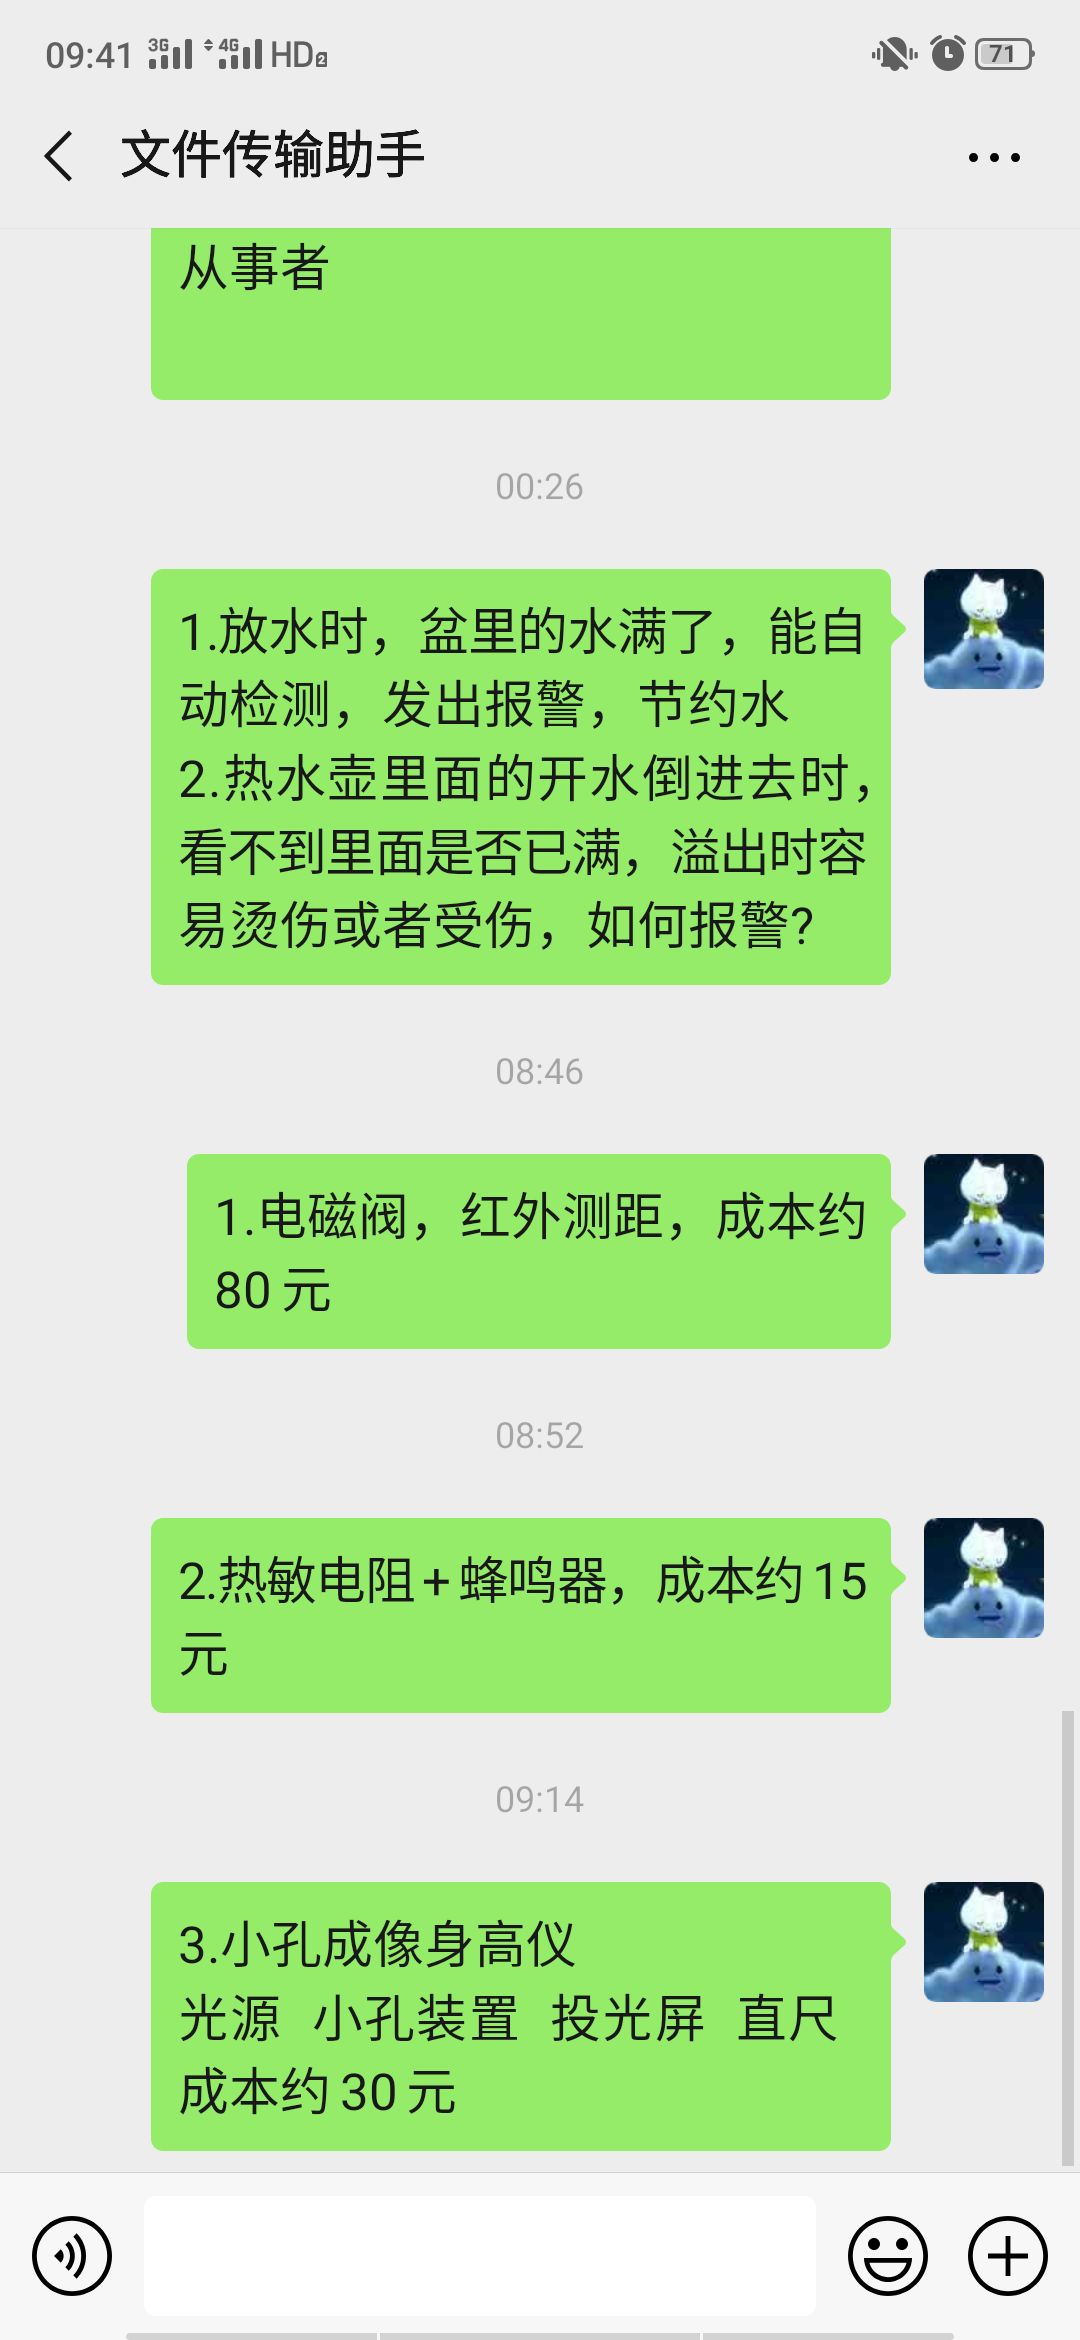 09:41 3G 4G HD2 71
文件传输助手
从事者
00:26
1.放水时，盆里的水满了，能自
动检测，发出报警，节约水
2.热水壶里面的开水倒进去时，
看不到里面是否已满，溢出时容
易烫伤或者受伤，如何报警？
08:46
1.电磁阀，红外测距，成本约
80元
08:52
2.热敏电阻+蜂鸣器，成本约15
元
09:14
3.小孔成像身高仪
光源 小孔装置 投光屏 直尺
成本约30元